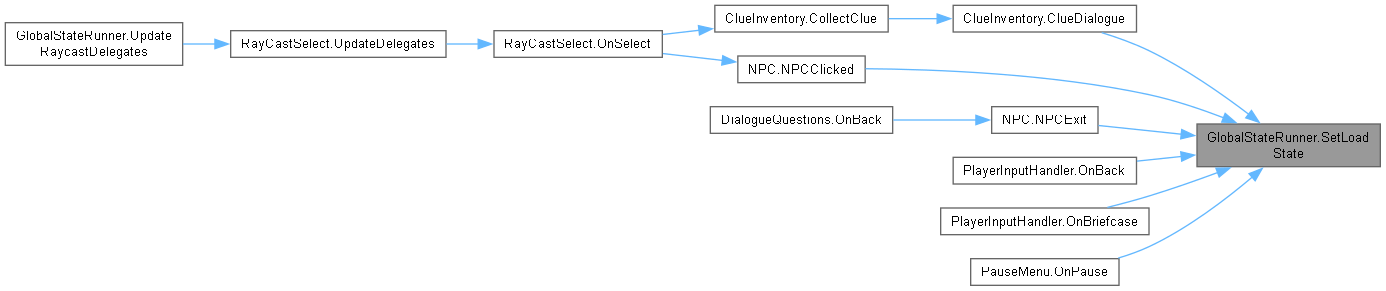 GlobalStateRunner.Update
RaycastDelegates
RayCastSelect.UpdateDelegates
RayCastSelect.OnSelect
ClueInventory.CollectClue
ClueInventory.ClueDialogue
NPC.NPCClicked
DialogueQuestions.OnBack
NPC.NPCExit
GlobalStateRunner.SetLoad
State
PlayerInputHandler.OnBack
PlayerInputHandler.OnBriefcase
PauseMenu.OnPause